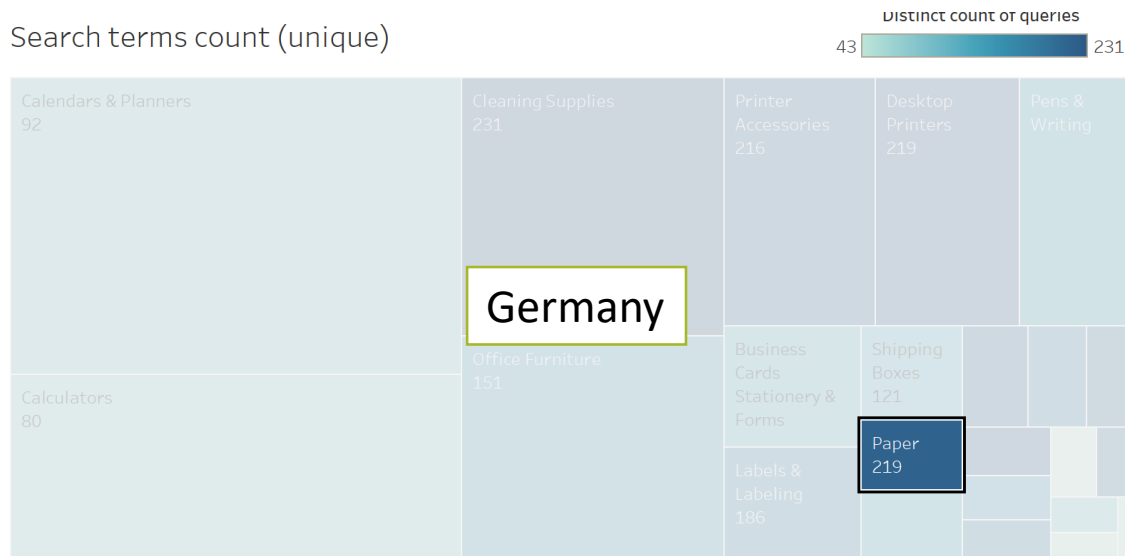 Distinct count of queries
Search terms count (unique)
43
231
Calendars & Planners
92
Cleaning Supplies
231
Printer
Accessories
216
Desktop
Printers
219
Pens &
Writing
Germany
Office Furniture
151
Business
Cards
Stationery &
Forms
Shipping
Boxes
121
Calculators
80
Paper
219
Labels &
Labeling
186